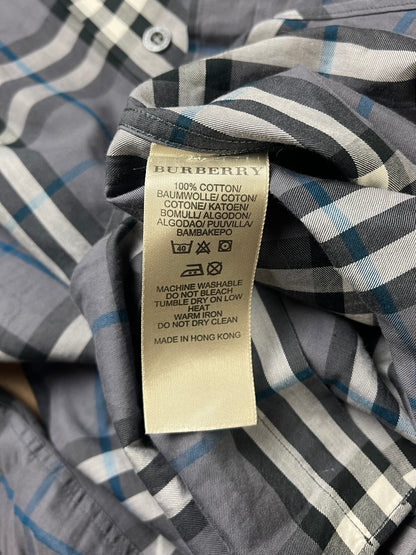 BURBERRY
100% COTTON/
BAUMWOLLE/ COTON/
COTONE/ KATOEN/
BOMULL/ ALGODON/
ALGODAO/ PUUVILLA/
BAMBAKEPO
40
MACHINE WASHABLE
DO NOT BLEACH
TUMBLE DRY ON LOW
HEAT
WARM IRON
DO NOT DRY CLEAN
MADE IN HONG KONG